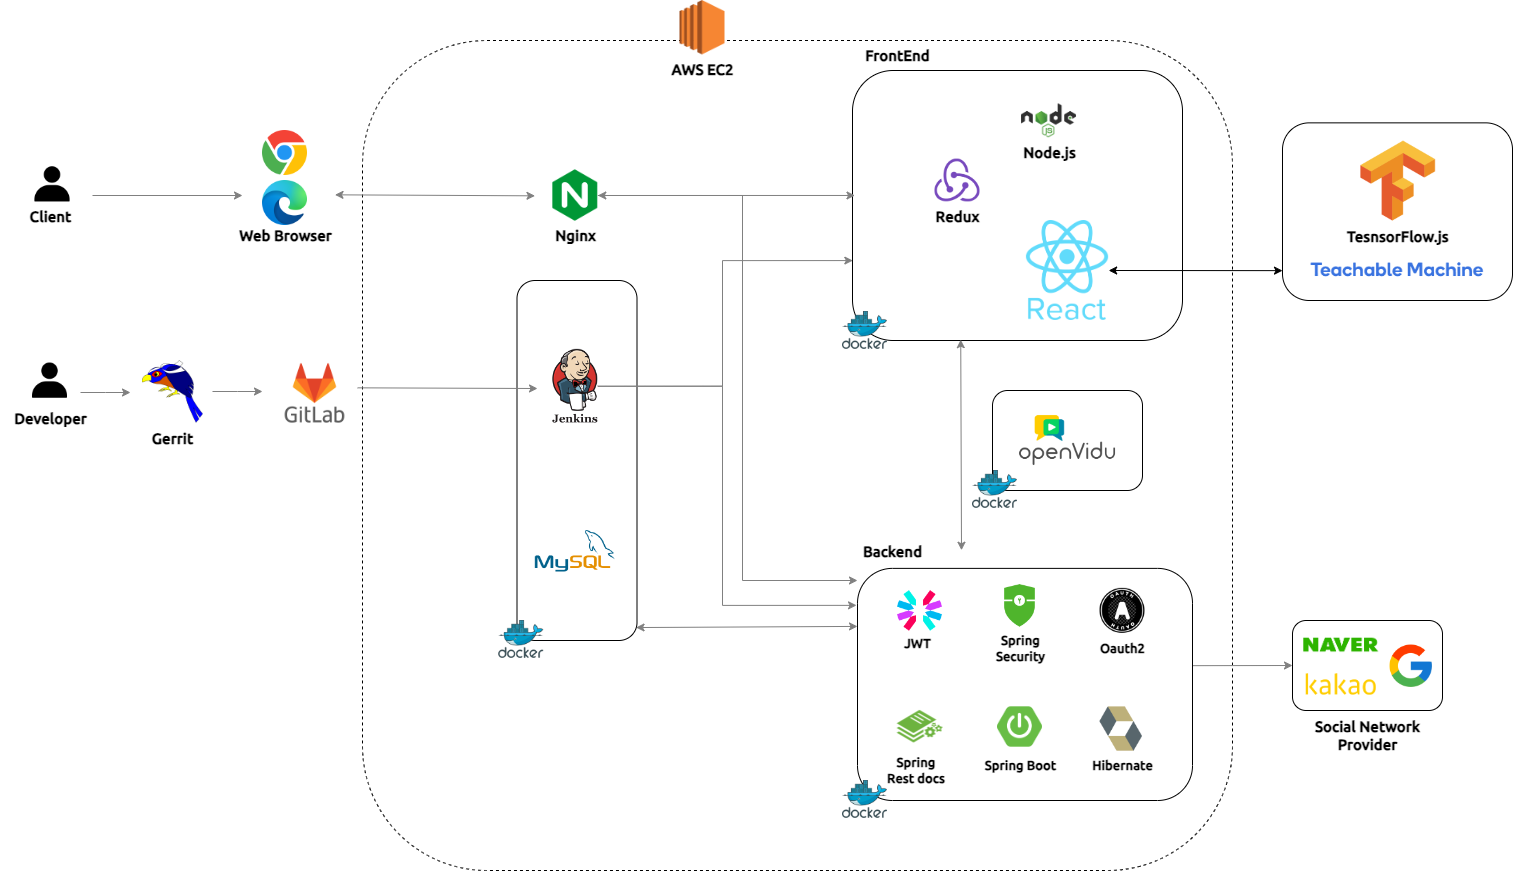 AWS EC2
FrontEnd
node
JS
Node.js
Redux
React
docker
TesnsorFlow.js
Teachable Machine
Client
Web Browser
Nginx
Developer
Gerrit
GitLab
Jenkins
MySQL
docker
openVidu
docker
Backend
JWT
Spring
Security
OAUTH
A
OAUTH
Oauth2
Spring
Rest docs
Spring Boot
Hibernate
docker
NAVER
kakao
G
Social Network
Provider